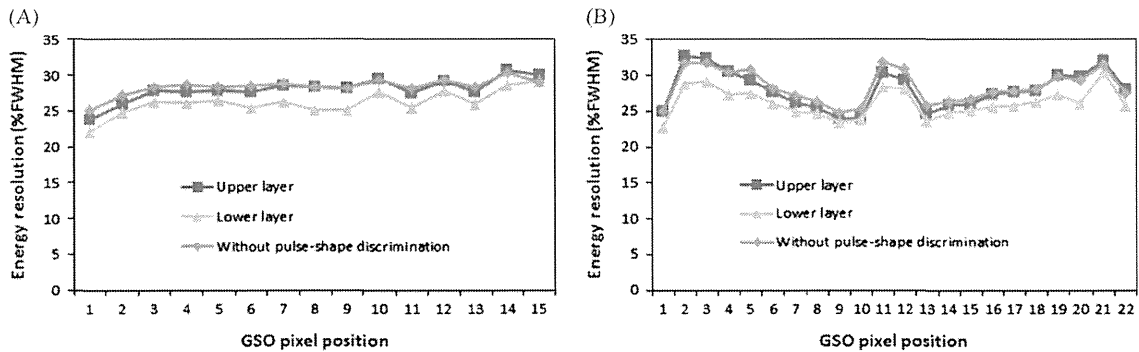 (A)
35
30
25
20
15
10
5
0
Energy resolution (%FWHM)
Upper layer
Lower layer
Without pulse-shape discrimination
1 2 3 4 5 6 7 8 9 10 11 12 13 14 15
GSO pixel position
(B)
35
30
25
20
15
10
5
0
Energy resolution (%FWHM)
Upper layer
Lower layer
Without pulse-shape discrimination
1 2 3 4 5 6 7 8 9 10 11 12 13 14 15 16 17 18 19 20 21 22
GSO pixel position